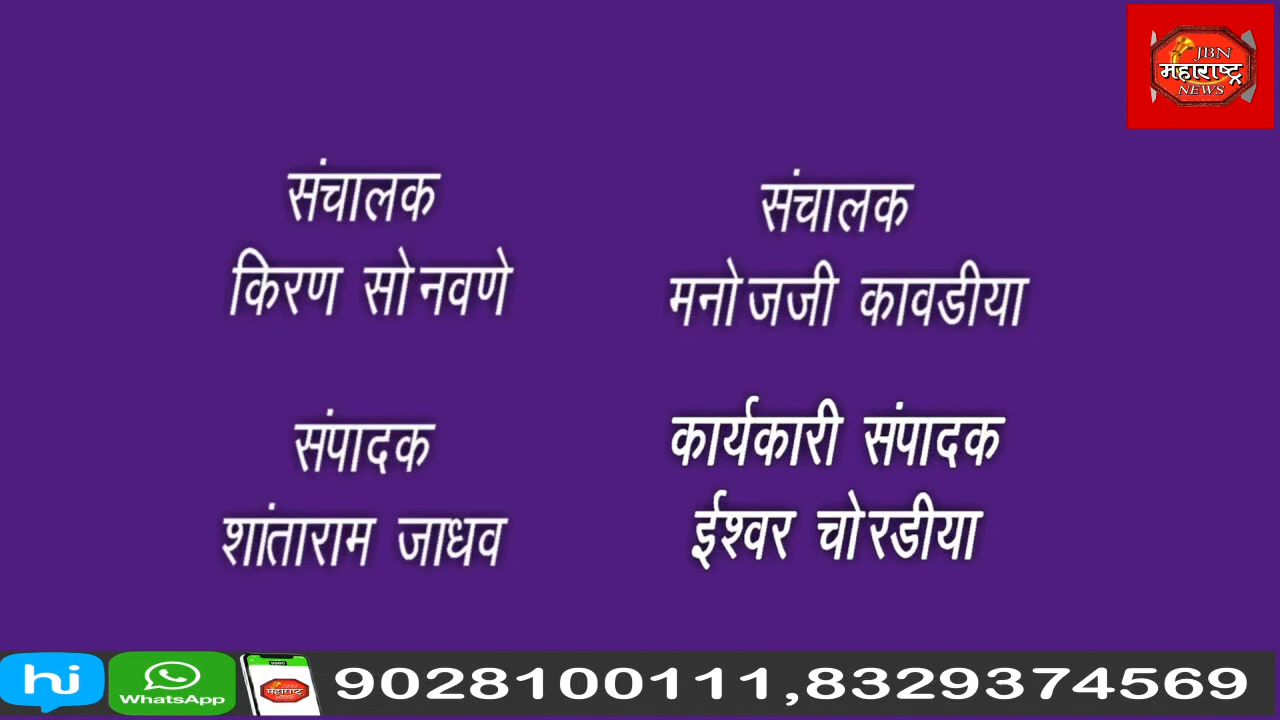 JBN
महाराष्ट्र
NEWS
संचालक
किरण सोनवणे
संचालक
मनोजजी कावडीया
संपादक
शांताराम जाधव
कार्यकारी संपादक
ईश्वर चोरडीया
hi
WhatsApp
महाराष्ट्र
9028100111,8329374569